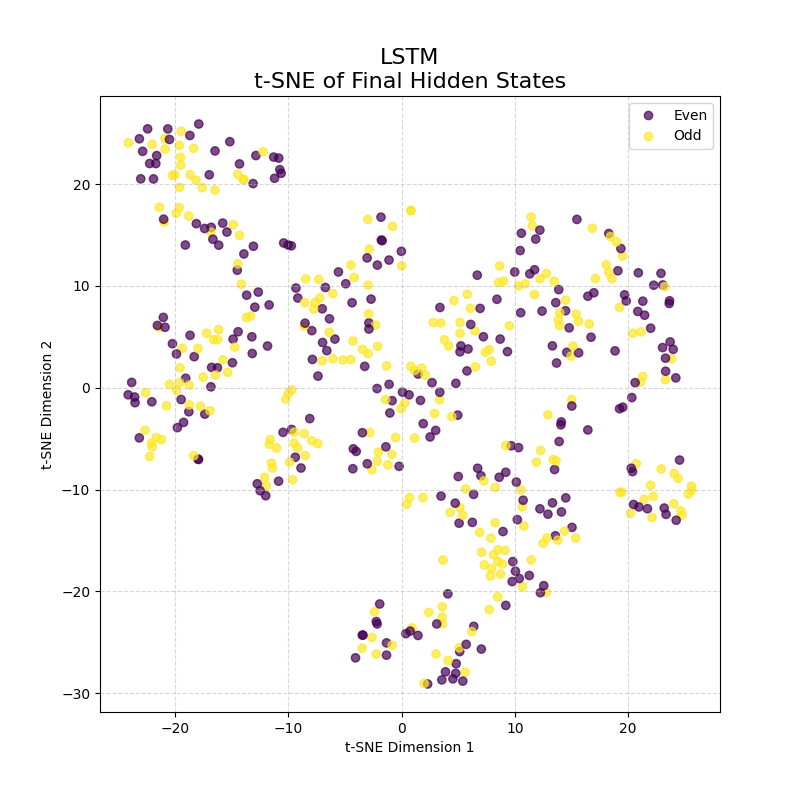 LSTM
t-SNE of Final Hidden States
Even
Odd
20
10
0
−10
−20
−30
t-SNE Dimension 2
−20
−10
0
10
20
t-SNE Dimension 1